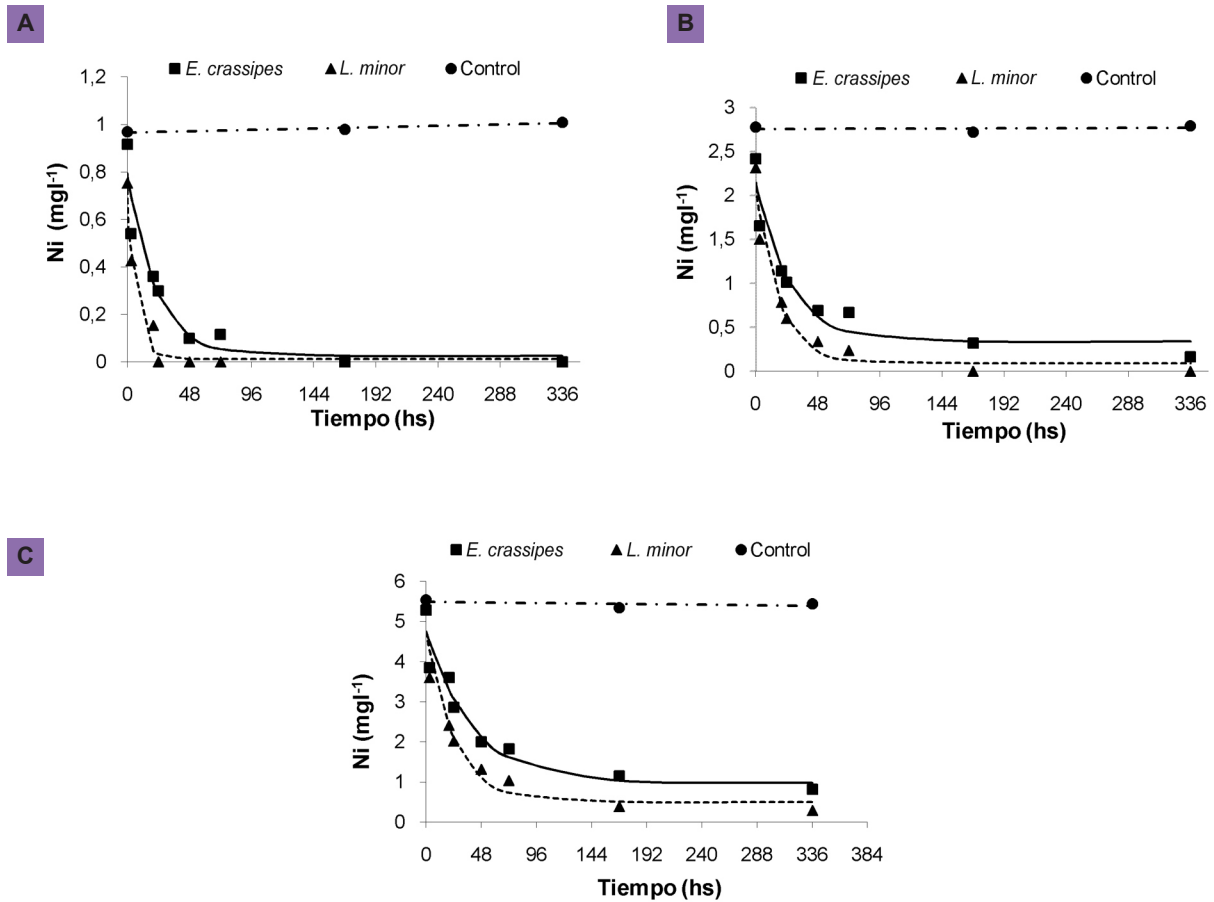 A
E. crassipes L. minor Control
1,2
1
0,8
0,6
0,4
0,2
0
Ni (mgl-1)
0 48 96 144 192 240 288 336
Tiempo (hs)
B
E. crassipes L. minor Control
3
2,5
2
1,5
1
0,5
0
Ni (mgl-1)
0 48 96 144 192 240 288 336
Tiempo (hs)
C
E. crassipes L. minor Control
6
5
4
3
2
1
0
Ni (mgl-1)
0 48 96 144 192 240 288 336 384
Tiempo (hs)